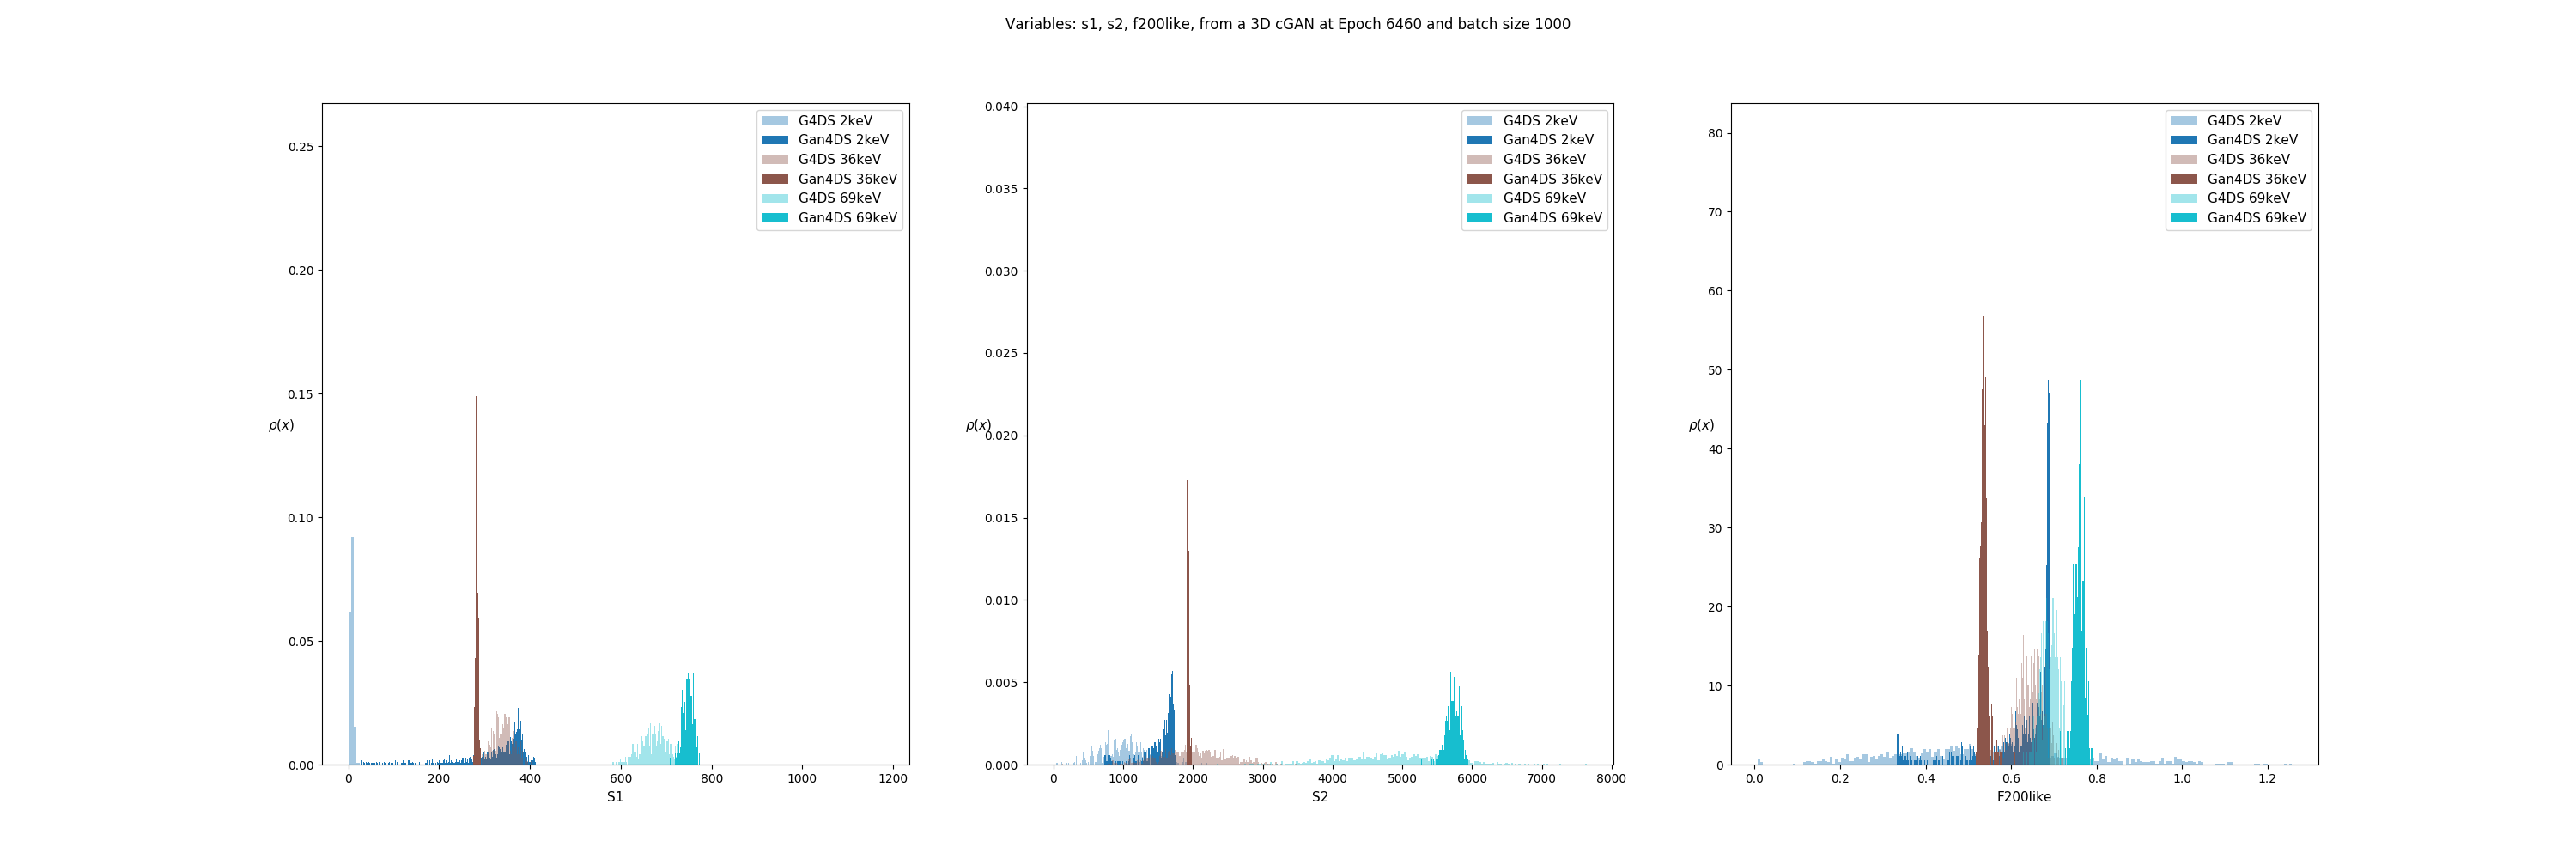 Variables: s1, s2, f200like, from a 3D cGAN at Epoch 6460 and batch size 1000
0.25
0.20
0.15
0.10
0.05
0.00
ρ(x)
0 200 400 600 800 1000 1200
S1
G4DS 2keV
Gan4DS 2keV
G4DS 36keV
Gan4DS 36keV
G4DS 69keV
Gan4DS 69keV
0.040
0.035
0.030
0.025
0.020
0.015
0.010
0.005
0.000
ρ(x)
0 1000 2000 3000 4000 5000 6000 7000 8000
S2
G4DS 2keV
Gan4DS 2keV
G4DS 36keV
Gan4DS 36keV
G4DS 69keV
Gan4DS 69keV
80
70
60
50
40
30
20
10
0
ρ(x)
0.0 0.2 0.4 0.6 0.8 1.0 1.2
F200like
G4DS 2keV
Gan4DS 2keV
G4DS 36keV
Gan4DS 36keV
G4DS 69keV
Gan4DS 69keV